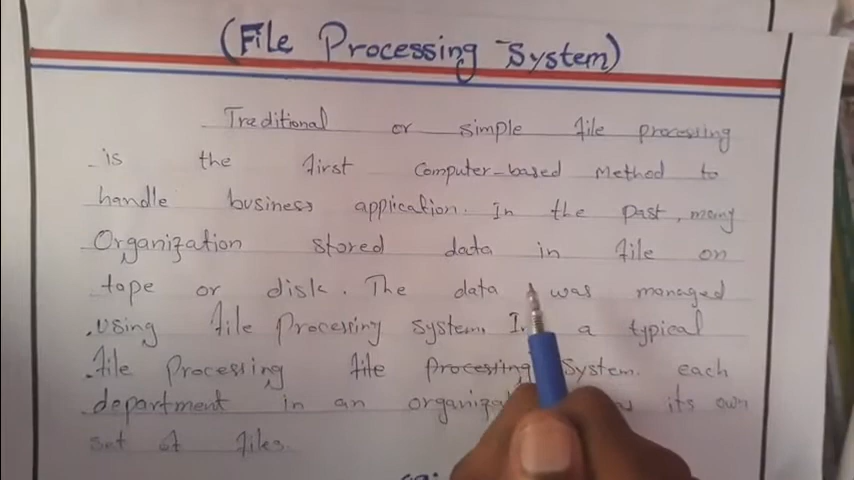 (File Processing System)
Traditional or simple file processing
is the first computer-based Method to
handle business application. In the past, many
Organization stored data in file on
tape or disk. The data was managed
using file Processing system. In a typical
file Processing file processing system. each
department in an its own
set of files.